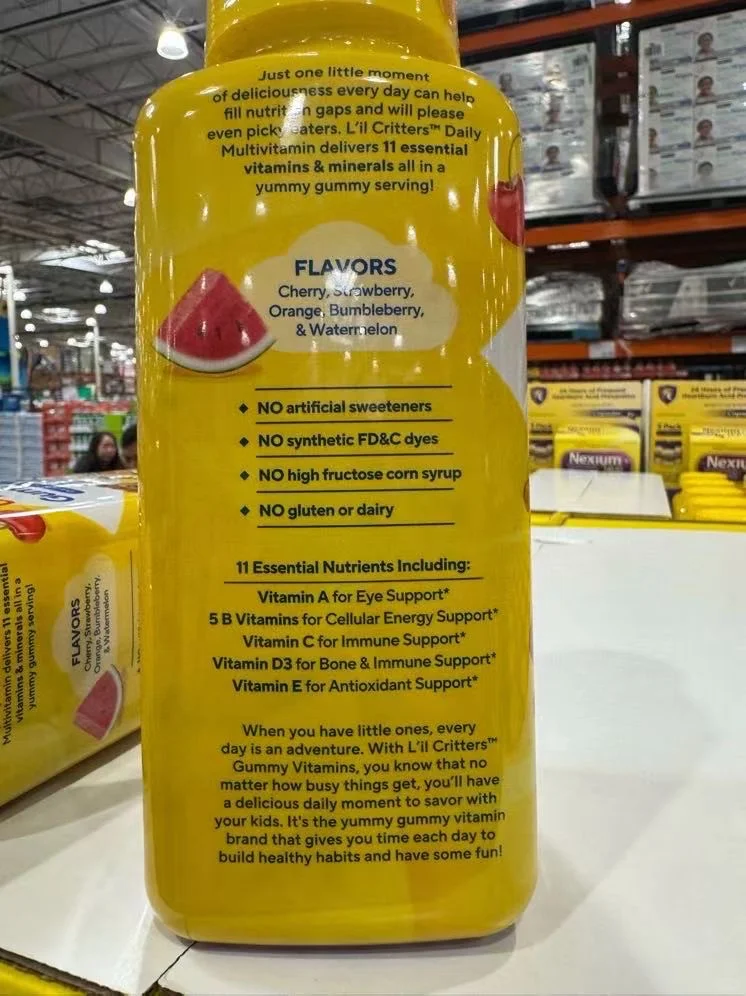 Just one little moment
of deliciousness every day can help
fill nutrition gaps and will please
even picky eaters. L'il Critters™ Daily
Multivitamin delivers 11 essential
vitamins & minerals all in a
yummy gummy serving!
FLAVORS
Cherry, Strawberry,
Orange, Bumbleberry,
& Watermelon
◆ NO artificial sweeteners
◆ NO synthetic FD&C dyes
◆ NO high fructose corn syrup
◆ NO gluten or dairy
11 Essential Nutrients Including:
Vitamin A for Eye Support*
5 B Vitamins for Cellular Energy Support*
Vitamin C for Immune Support*
Vitamin D3 for Bone & Immune Support*
Vitamin E for Antioxidant Support*
When you have little ones, every
day is an adventure. With L'il Critters™
Gummy Vitamins, you know that no
matter how busy things get, you'll have
a delicious daily moment to savor with
your kids. It's the yummy gummy vitamin
brand that gives you time each day to
build healthy habits and have some fun!
Multivitamin delivers 11 essential
vitamins & minerals all in a
yummy gummy serving!
FLAVORS
Cherry, Strawberry,
Orange, Bumbleberry,
& Watermelon
Nexium
Nexiu